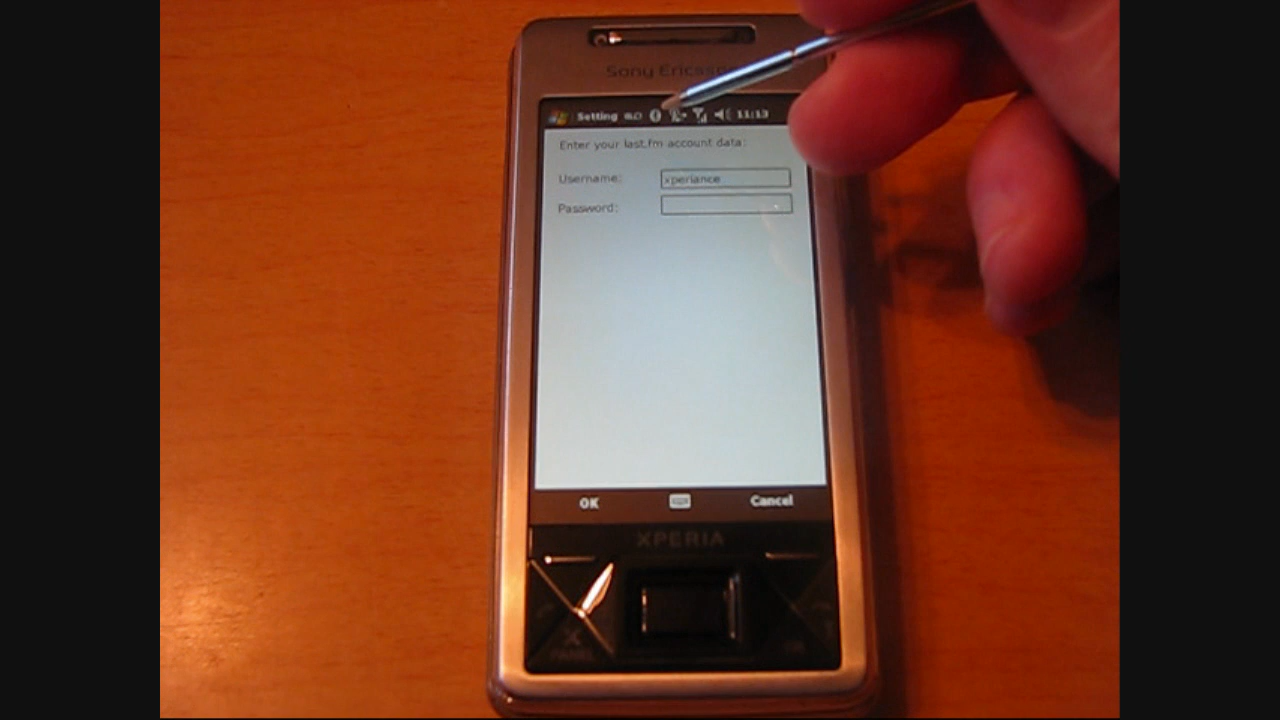 Sony Ericsson
Setting 11:13
Enter your last.fm account data:
Username: xperiance
Password:
OK Cancel
XPERIA